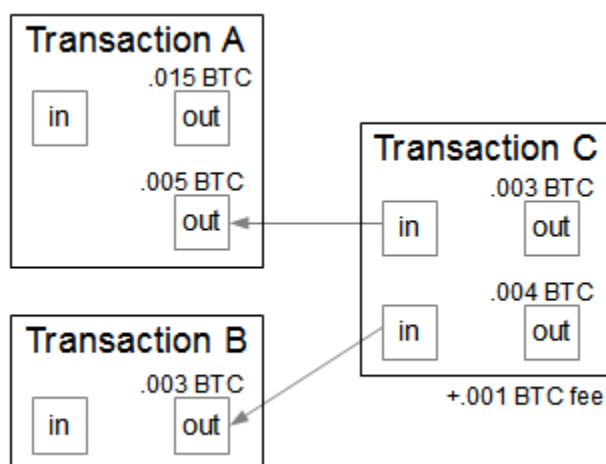 Transaction A
.015 BTC
in
out
.005 BTC
out
Transaction B
.003 BTC
in
out
Transaction C
.003 BTC
in
out
.004 BTC
in
out
+.001 BTC fee